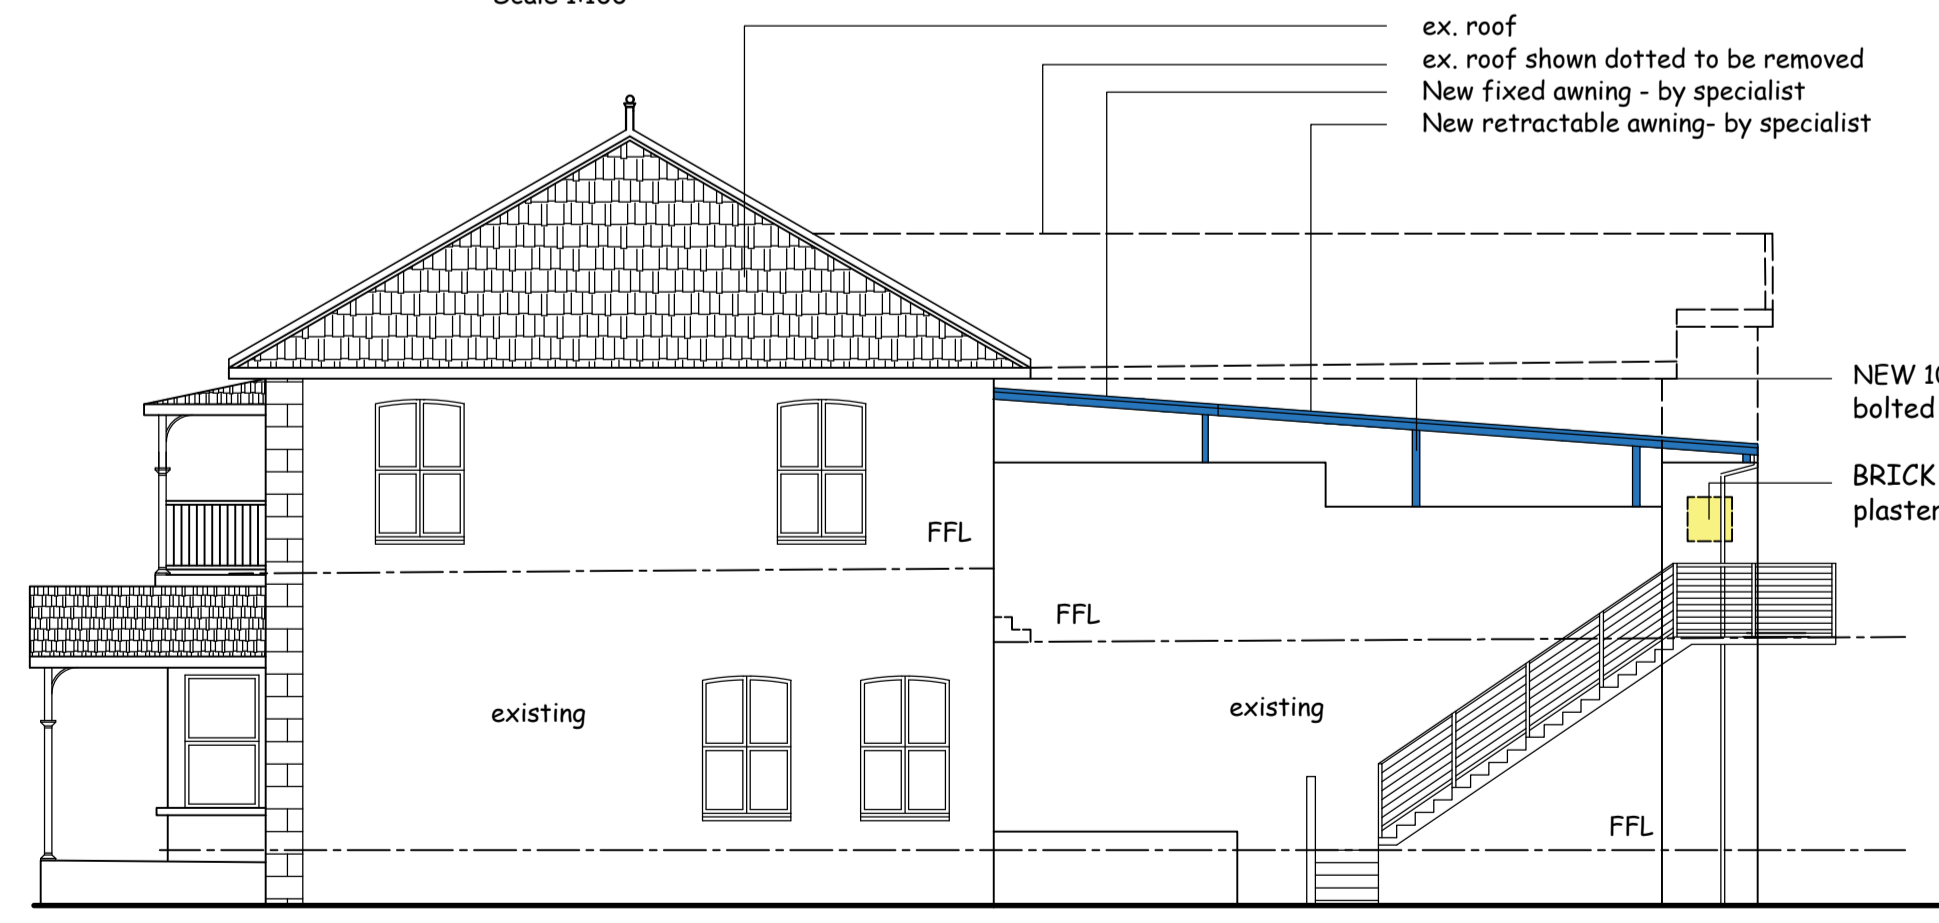 ex. roof
ex. roof shown dotted to be removed
New fixed awning - by specialist
New retractable awning- by specialist
NEW
bolted
BRICK
FFL
FFL
existing
existing
FFL